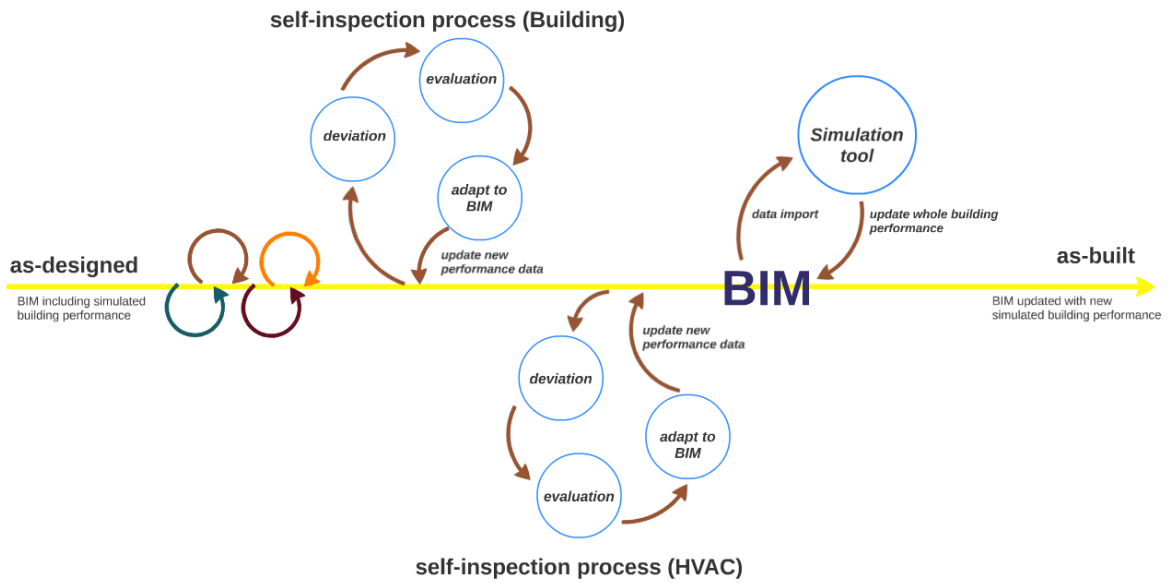 self-inspection process (Building)
evaluation
deviation
adapt to
BIM
update new
performance data
Simulation
tool
data import
update whole building
performance
as-designed
BIM including simulated
building performance
BIM
as-built
BIM updated with new
simulated building performance
update new
performance data
deviation
adapt to
BIM
evaluation
self-inspection process (HVAC)